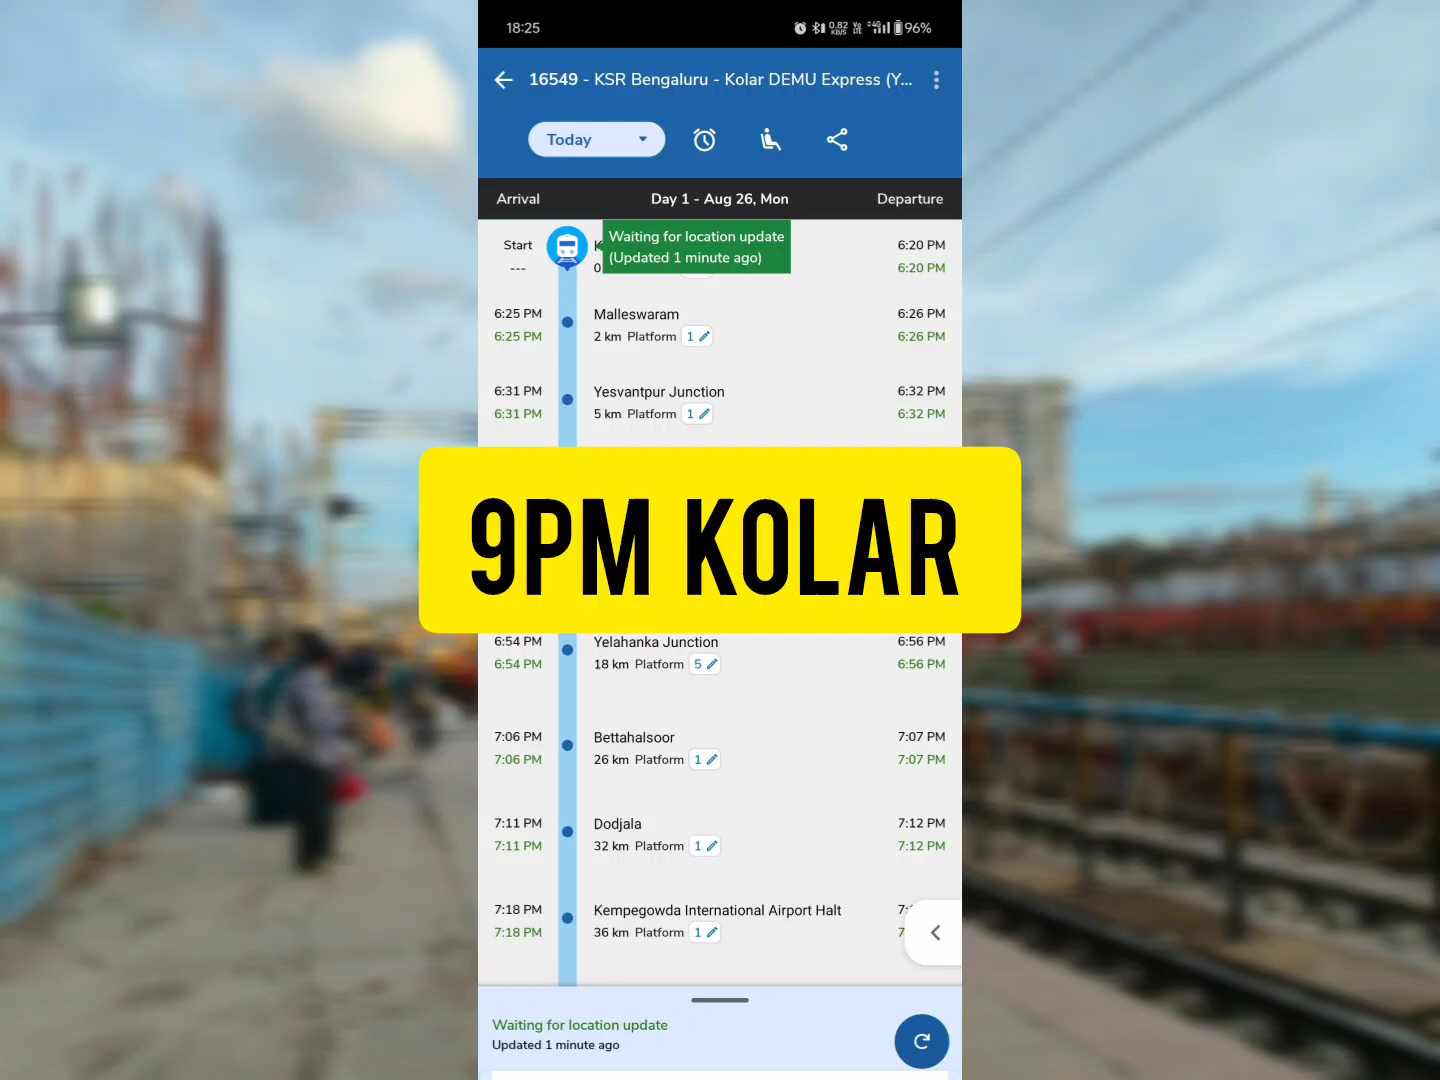 18:25
0.82 KB/S Vo LTE 4G 96%
16549 - KSR Bengaluru - Kolar DEMU Express (Y...
Today
Arrival Day 1 - Aug 26, Mon Departure
Start K Waiting for location update 6:20 PM
--- 0 (Updated 1 minute ago) 6:20 PM
6:25 PM Malleswaram 6:26 PM
6:25 PM 2 km Platform 1 6:26 PM
6:31 PM Yesvantpur Junction 6:32 PM
6:31 PM 5 km Platform 1 6:32 PM
9PM KOLAR
6:54 PM Yelahanka Junction 6:56 PM
6:54 PM 18 km Platform 5 6:56 PM
7:06 PM Bettahalsoor 7:07 PM
7:06 PM 26 km Platform 1 7:07 PM
7:11 PM Dodjala 7:12 PM
7:11 PM 32 km Platform 1 7:12 PM
7:18 PM Kempegowda International Airport Halt
7:18 PM 36 km Platform 1
Waiting for location update
Updated 1 minute ago